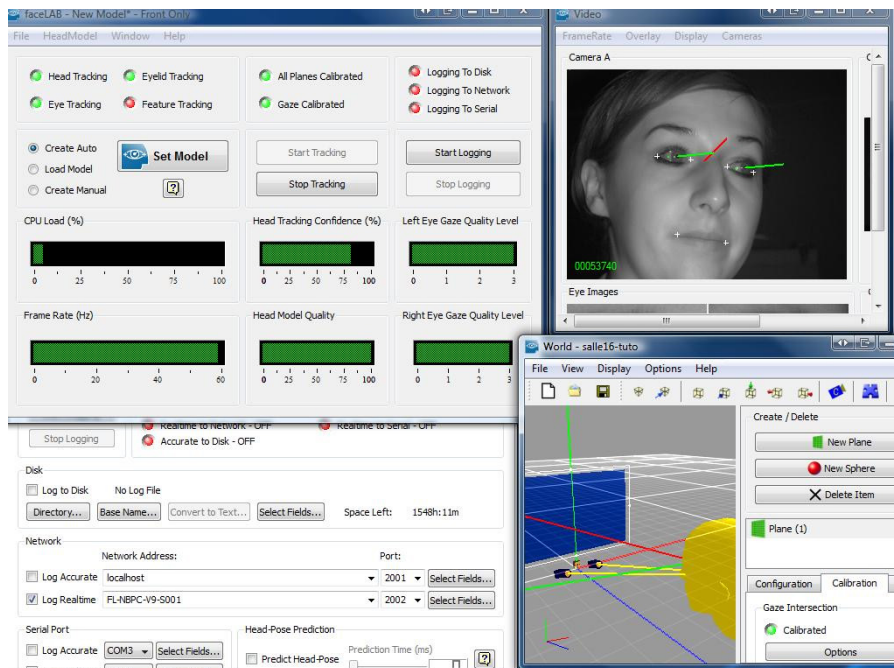 faceLAB - New Model* - Front Only
File HeadModel Window Help
Head Tracking
Eyelid Tracking
Eye Tracking
Feature Tracking
All Planes Calibrated
Gaze Calibrated
Logging To Disk
Logging To Network
Logging To Serial
Create Auto
Load Model
Create Manual
Set Model
Start Tracking
Stop Tracking
Start Logging
Stop Logging
CPU Load (%)
0 25 50 75 100
Head Tracking Confidence (%)
0 25 50 75 100
Left Eye Gaze Quality Level
0 1 2 3
Frame Rate (Hz)
0 20 40 60
Head Model Quality
0 25 50 75 100
Right Eye Gaze Quality Level
0 1 2 3
Video
FrameRate Overlay Display Cameras
Camera A
00053740
Eye Images
Stop Logging
Realtime to Network - OFF
Realtime to Serial - OFF
Accurate to Disk - OFF
Disk
Log to Disk No Log File
Directory... Base Name... Convert to Text... Select Fields... Space Left: 1548h:11m
Network
Network Address: Port:
Log Accurate localhost 2001 Select Fields...
Log Realtime FL-NBPC-V9-S001 2002 Select Fields...
Serial Port
Log Accurate COM3 Select Fields...
Head-Pose Prediction
Predict Head-Pose
Prediction Time (ms)
World - salle16-tuto
File View Display Options Help
Create / Delete
New Plane
New Sphere
Delete Item
Plane (1)
Configuration Calibration
Gaze Intersection
Calibrated
Options